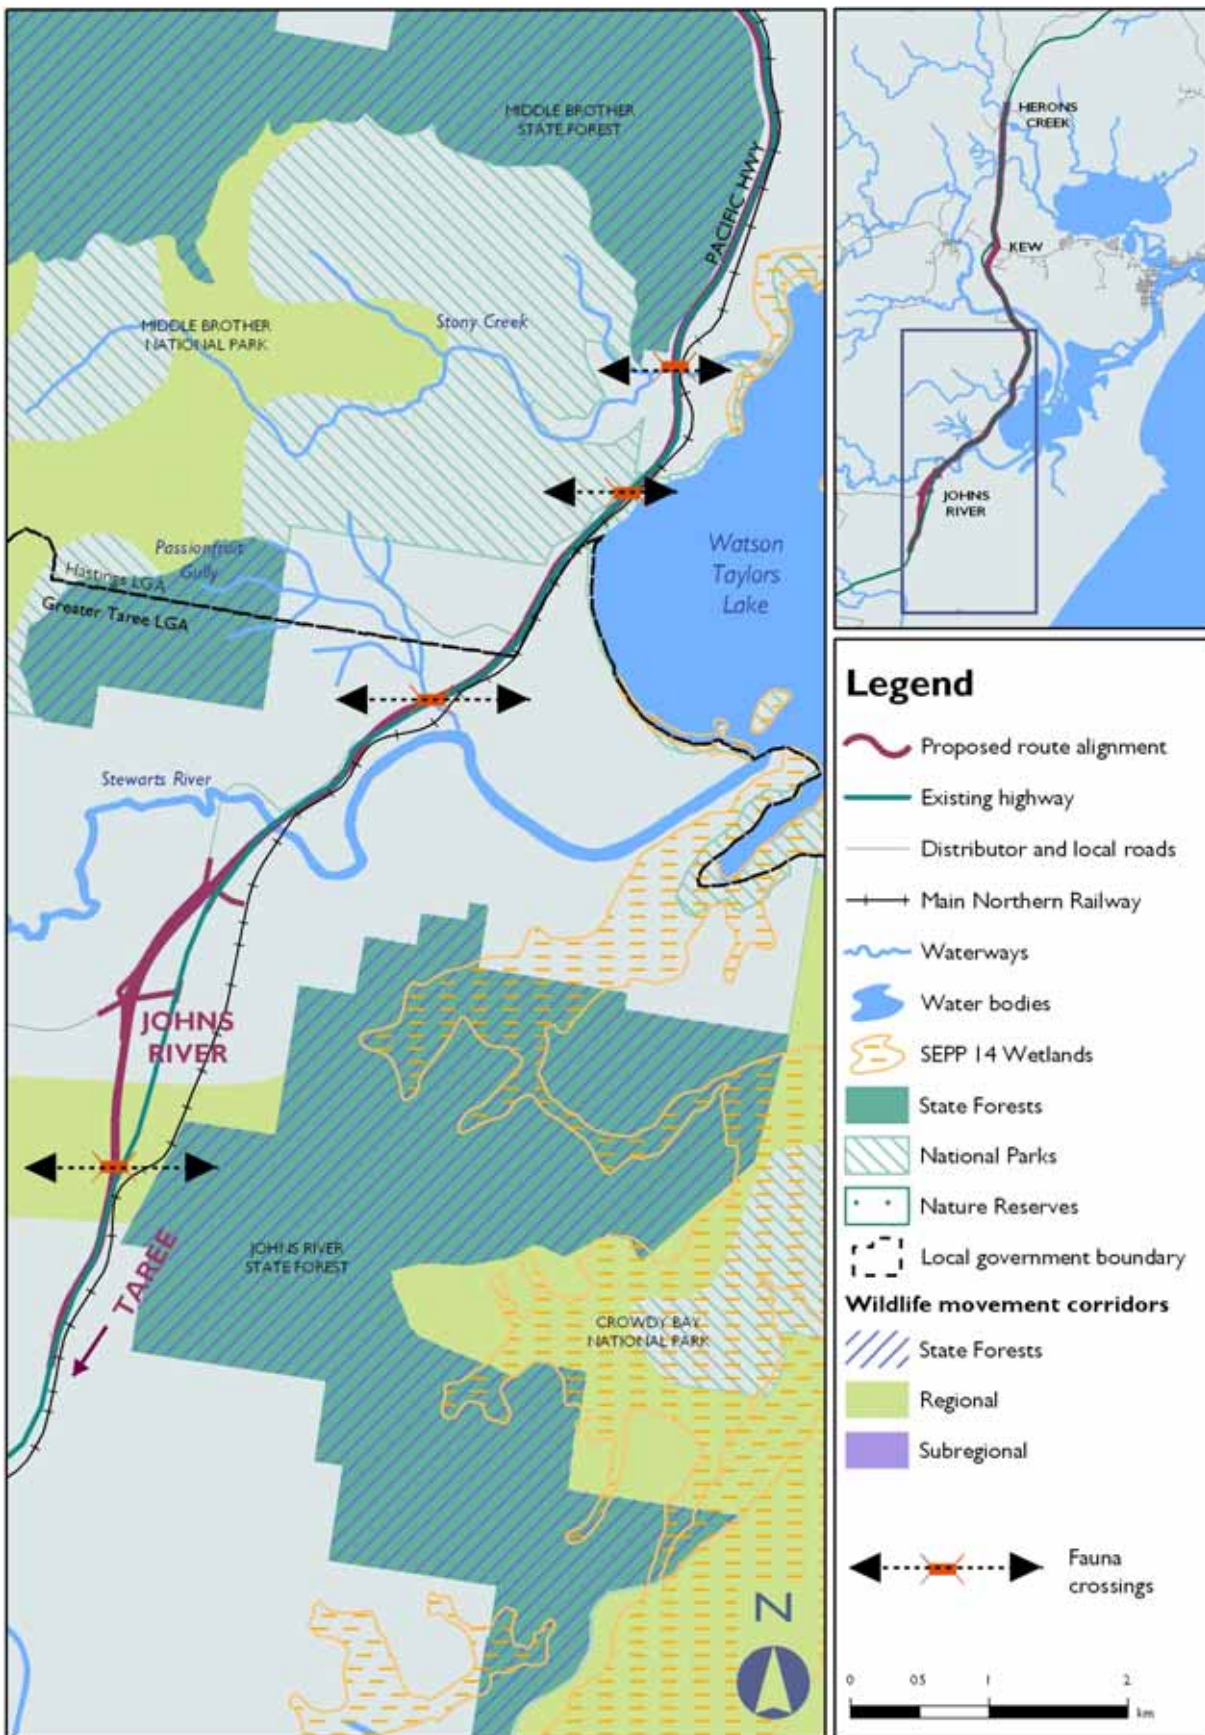 MIDDLE BROTHER
STATE FOREST
PACIFIC HWY
MIDDLE BROTHER
NATIONAL PARK
Stony Creek
Passionfruit
Gully
Hastings LGA
Greater Taree LGA
Watson
Taylors
Lake
Stewarts River
JOHNS
RIVER
TAREE
JOHNS RIVER
STATE FOREST
CROWDY BAY
NATIONAL PARK
N
HERONS
CREEK
KEW
JOHNS
RIVER
Legend
Proposed route alignment
Existing highway
Distributor and local roads
Main Northern Railway
Waterways
Water bodies
SEPP 14 Wetlands
State Forests
National Parks
Nature Reserves
Local government boundary
Wildlife movement corridors
State Forests
Regional
Subregional
Fauna
crossings
0 0.5 1 2
km